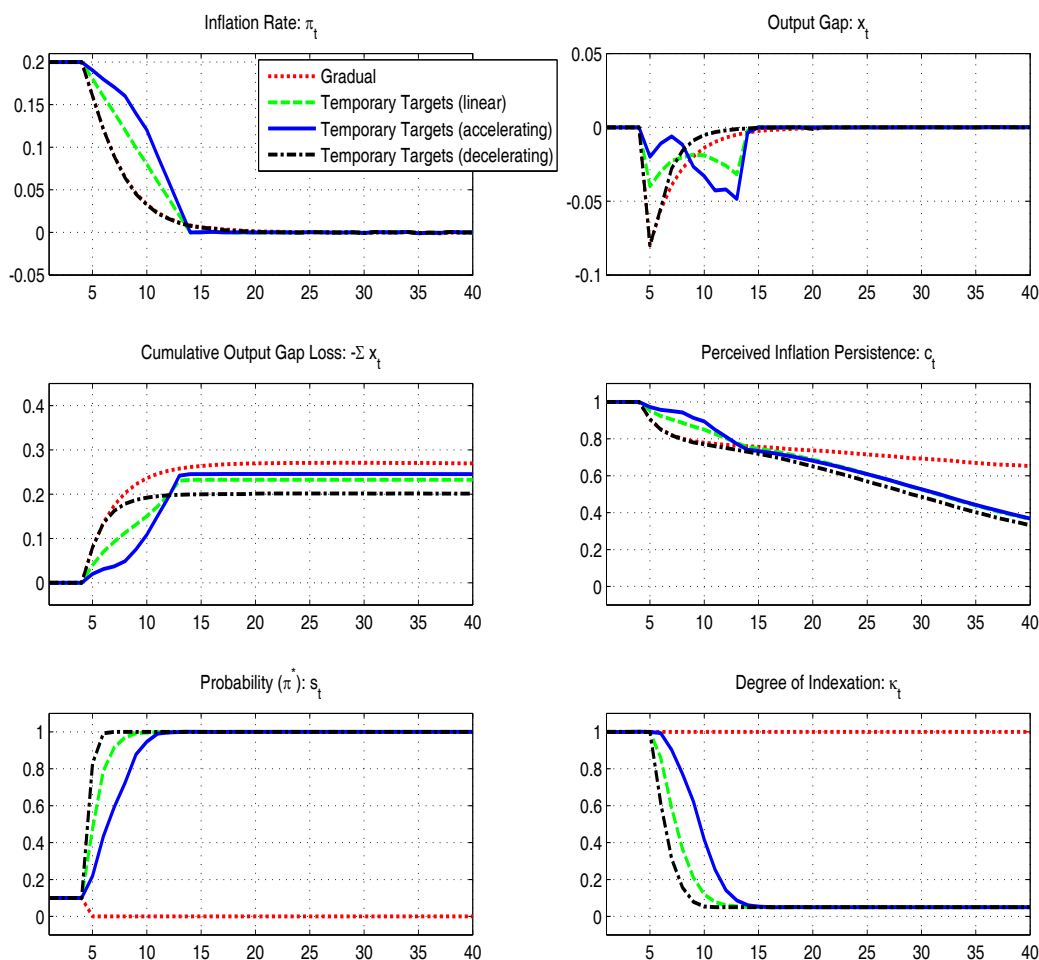 Inflation Rate: πt
Output Gap: xt
0.2
0.15
0.1
0.05
0
-0.05
5 10 15 20 25 30 35 40
Gradual
Temporary Targets (linear)
Temporary Targets (accelerating)
Temporary Targets (decelerating)
0.05
0
-0.05
-0.1
5 10 15 20 25 30 35 40
Cumulative Output Gap Loss: -Σ xt
Perceived Inflation Persistence: ct
0.4
0.3
0.2
0.1
0
5 10 15 20 25 30 35 40
1
0.8
0.6
0.4
0.2
0
5 10 15 20 25 30 35 40
Probability (π*): st
Degree of Indexation: κt
1
0.8
0.6
0.4
0.2
0
5 10 15 20 25 30 35 40
1
0.8
0.6
0.4
0.2
0
5 10 15 20 25 30 35 40